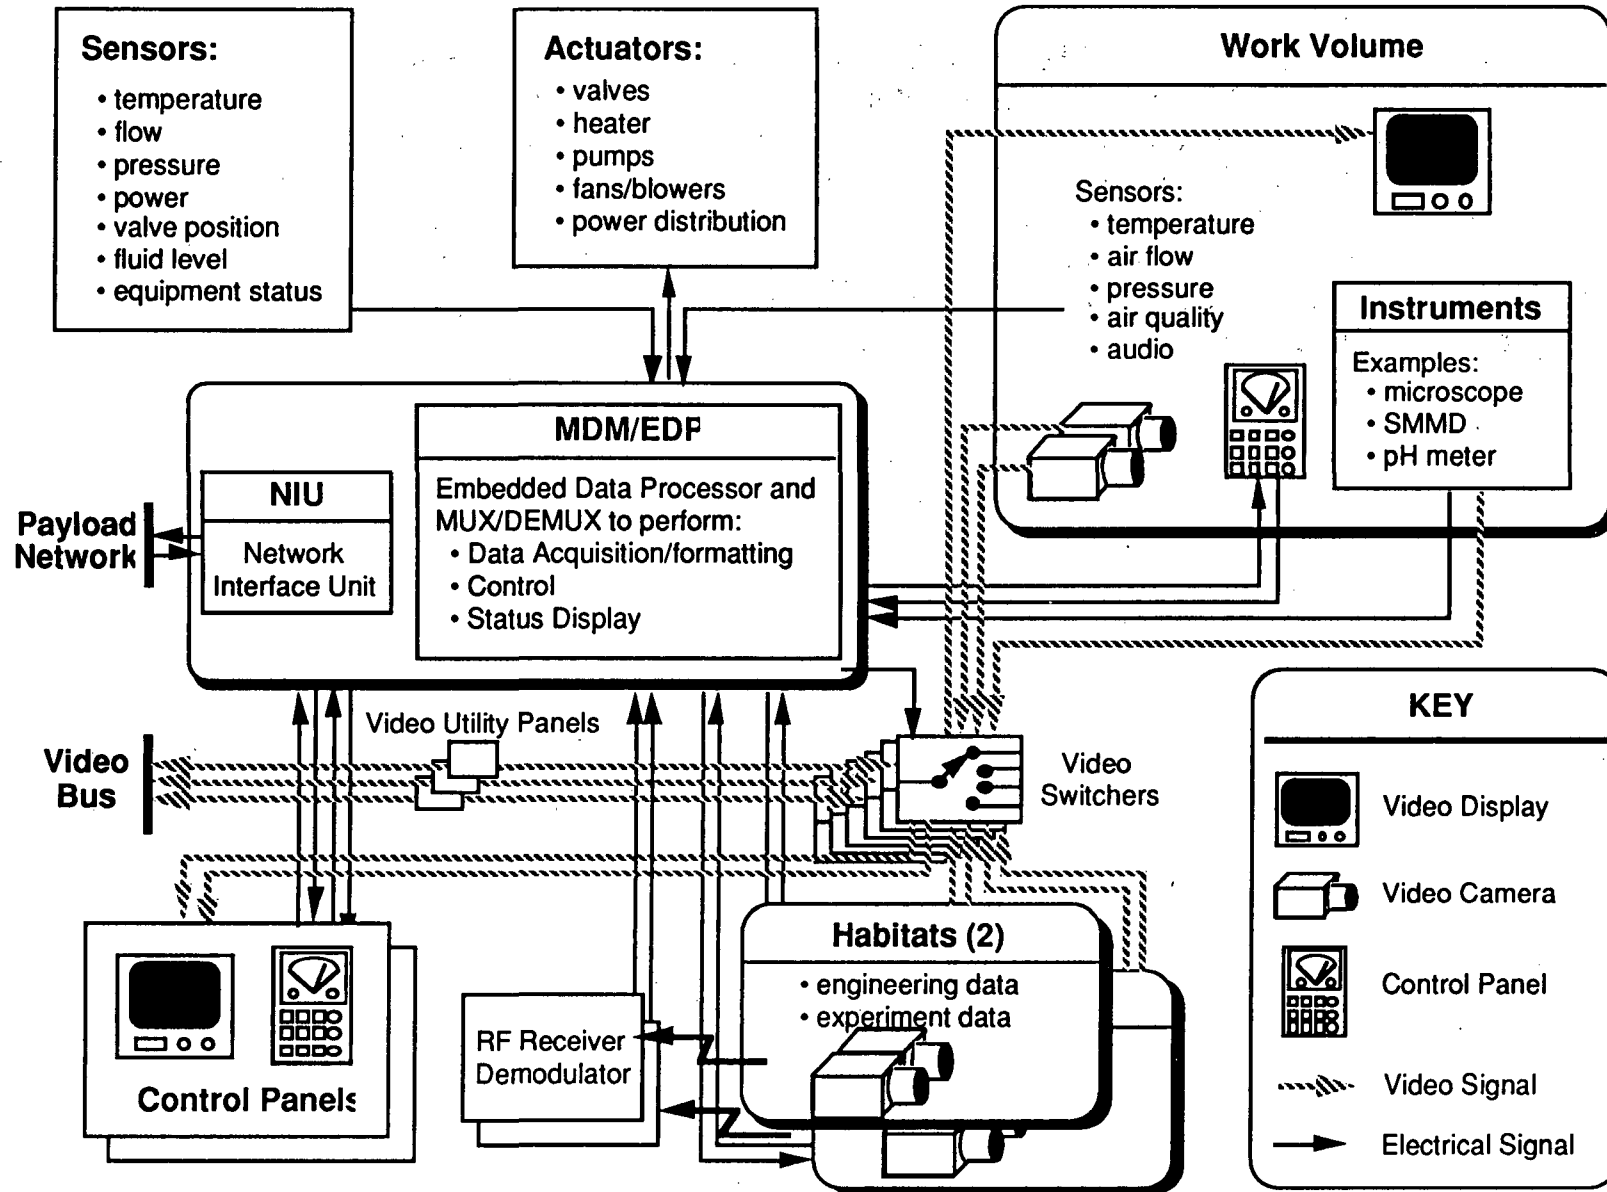 Sensors:
• temperature
• flow
• pressure
• power
• valve position
• fluid level
• equipment status
Actuators:
• valves
• heater
• pumps
• fans/blowers
• power distribution
Work Volume
Sensors:
• temperature
• air flow
• pressure
• air quality
• audio
Instruments
Examples:
• microscope
• SMMD
• pH meter
MDM/EDP
Embedded Data Processor and
MUX/DEMUX to perform:
• Data Acquisition/formatting
• Control
• Status Display
NIU
Network
Interface Unit
Payload
Network
Video Utility Panels
Video
Bus
Video
Switchers
KEY
Video Display
Video Camera
Control Panel
Video Signal
Electrical Signal
Habitats (2)
• engineering data
• experiment data
RF Receiver
Demodulator
Control Panels